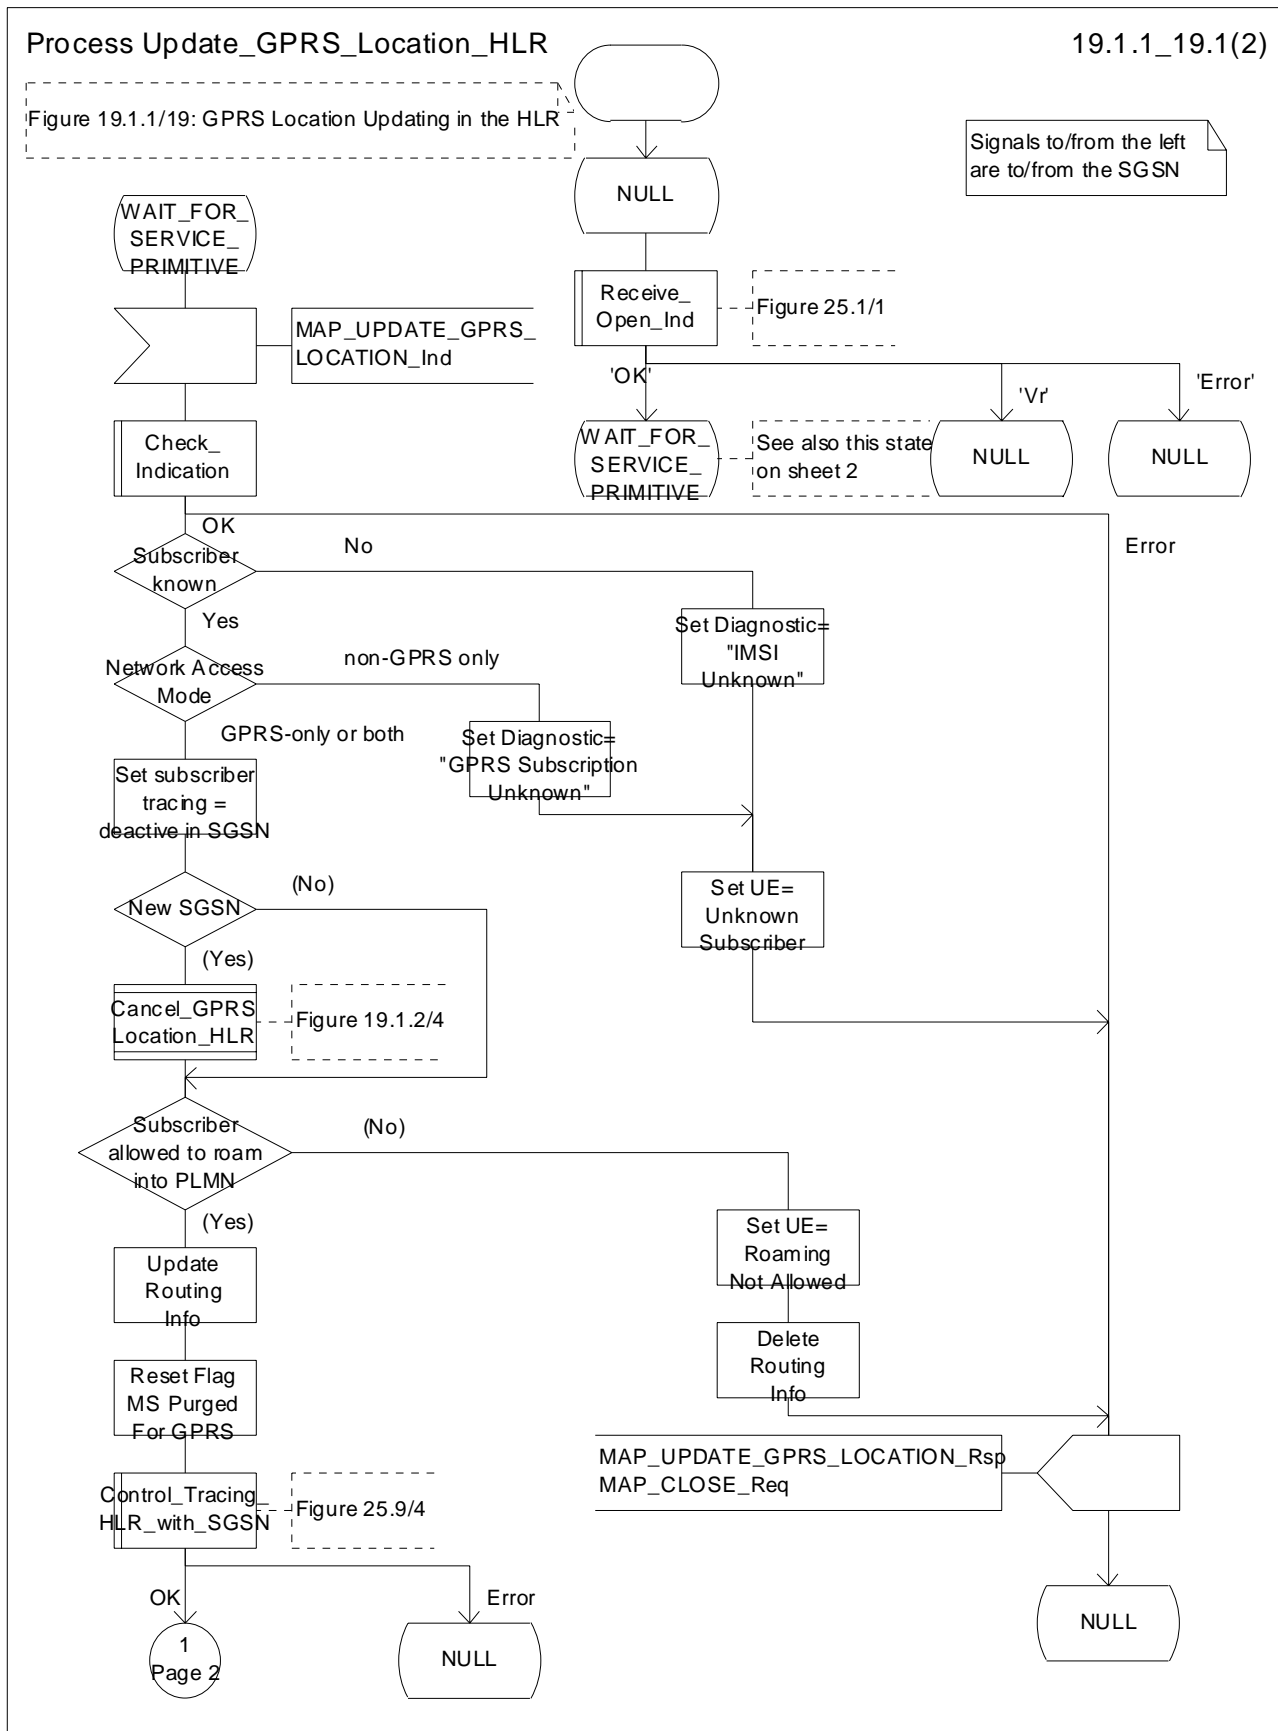 Process Update_GPRS_Location_HLR
19.1.1_19.1(2)
Figure 19.1.1/19: GPRS Location Updating in the HLR
Signals to/from the left
are to/from the SGSN
NULL
WAIT_FOR_
SERVICE_
PRIMITIVE
Receive_
Open_Ind
Figure 25.1/1
MAP_UPDATE_GPRS_
LOCATION_Ind
'OK'
'Vr'
'Error'
Check_
Indication
WAIT_FOR_
SERVICE_
PRIMITIVE
See also this state
on sheet 2
NULL
NULL
OK
Error
Subscriber
known
No
Yes
Set Diagnostic=
"IMSI
Unknown"
Network Access
Mode
non-GPRS only
GPRS-only or both
Set Diagnostic=
"GPRS Subscription
Unknown"
Set subscriber
tracing =
deactive in SGSN
New SGSN
(No)
(Yes)
Set UE=
Unknown
Subscriber
Cancel_GPRS
Location_HLR
Figure 19.1.2/4
Subscriber
allowed to roam
into PLMN
(No)
(Yes)
Set UE=
Roaming
Not Allowed
Update
Routing
Info
Delete
Routing
Info
Reset Flag
MS Purged
For GPRS
MAP_UPDATE_GPRS_LOCATION_Rsp
MAP_CLOSE_Req
Control_Tracing_
HLR_with_SGSN
Figure 25.9/4
OK
Error
1
Page 2
NULL
NULL